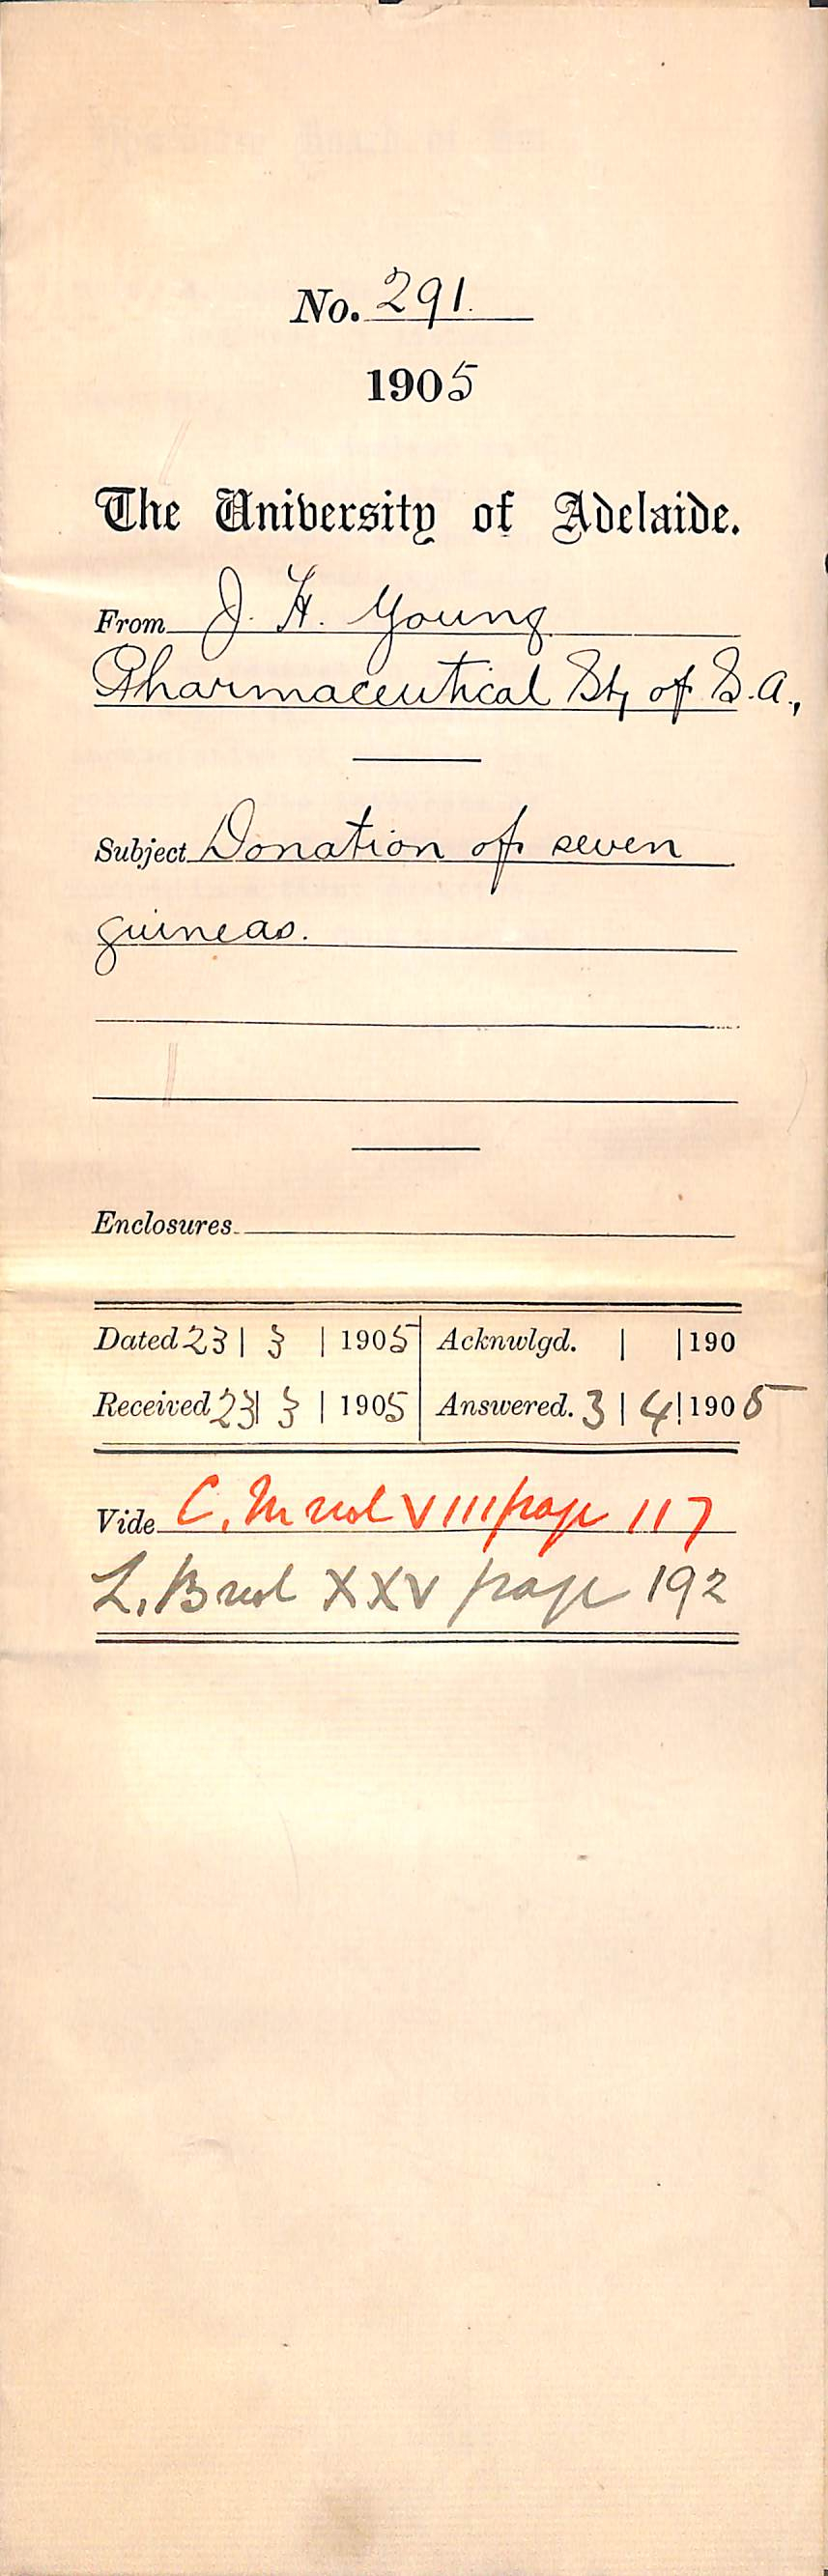 No. 291.
1905
The University of Adelaide.
From J. H. Young
Pharmaceutical Sty of S.A.,
Subject Donation of seven
guineas.
Enclosures
Dated 23 | 3 | 1905 | Acknwlgd. | | 190
Received 23 | 3 | 1905 | Answered. 3 | 4 | 1905
Vide C. M vol VIII page 117
L. B vol XXV page 192